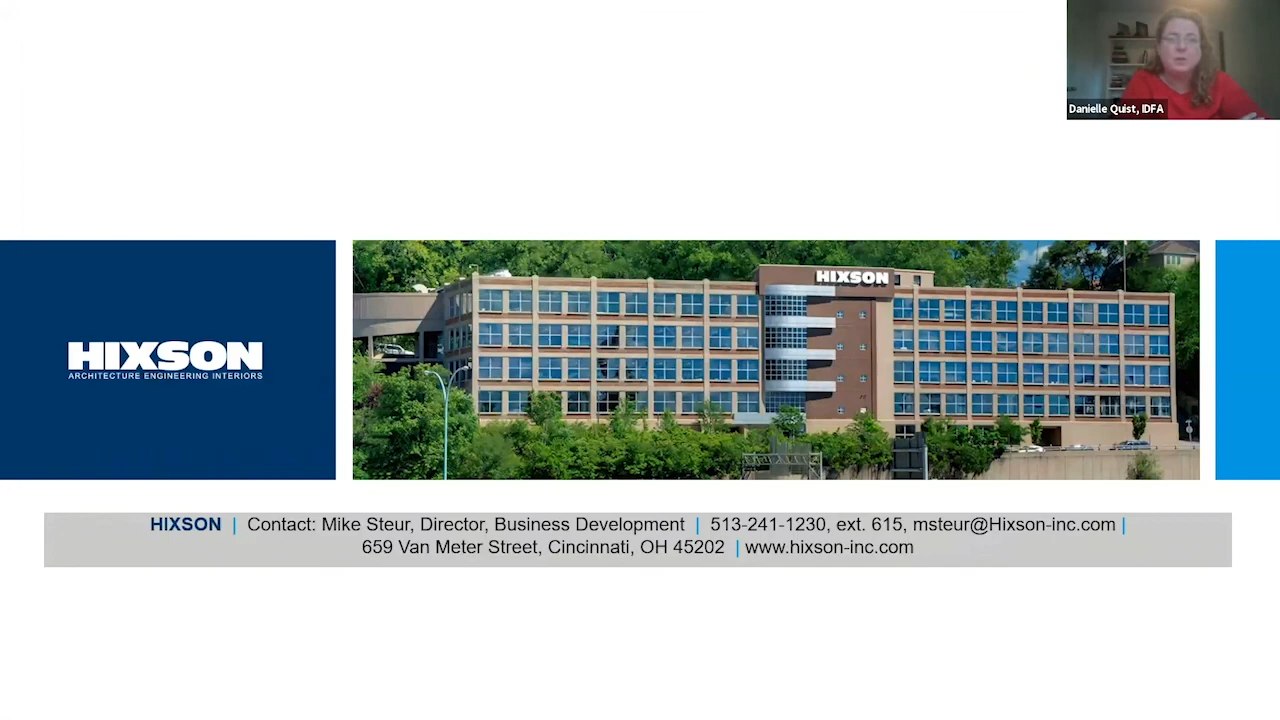 Danielle Quist, IDFA
HIXSON
HIXSON
ARCHITECTURE ENGINEERING INTERIORS
HIXSON | Contact: Mike Steur, Director, Business Development | 513-241-1230, ext. 615, msteur@Hixson-inc.com |
659 Van Meter Street, Cincinnati, OH 45202 | www.hixson-inc.com